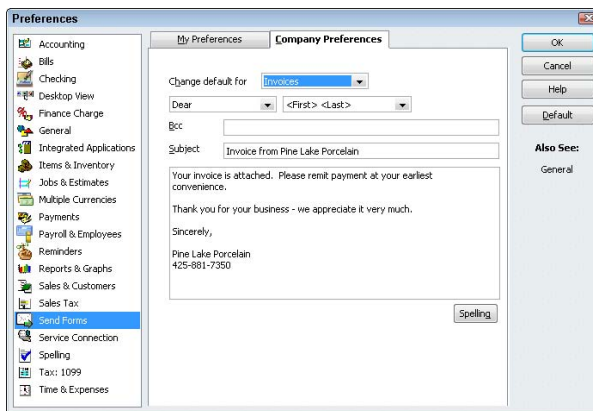 Preferences
Accounting
Bills
Checking
Desktop View
Finance Charge
General
Integrated Applications
Items & Inventory
Jobs & Estimates
Multiple Currencies
Payments
Payroll & Employees
Reminders
Reports & Graphs
Sales & Customers
Sales Tax
Send Forms
Service Connection
Spelling
Tax: 1099
Time & Expenses
My Preferences
Company Preferences
Change default for Invoices
Dear <First> <Last>
Bcc
Subject Invoice from Pine Lake Porcelain
Your invoice is attached. Please remit payment at your earliest
convenience.
Thank you for your business - we appreciate it very much.
Sincerely,
Pine Lake Porcelain
425-881-7350
Spelling
OK
Cancel
Help
Default
Also See:
General